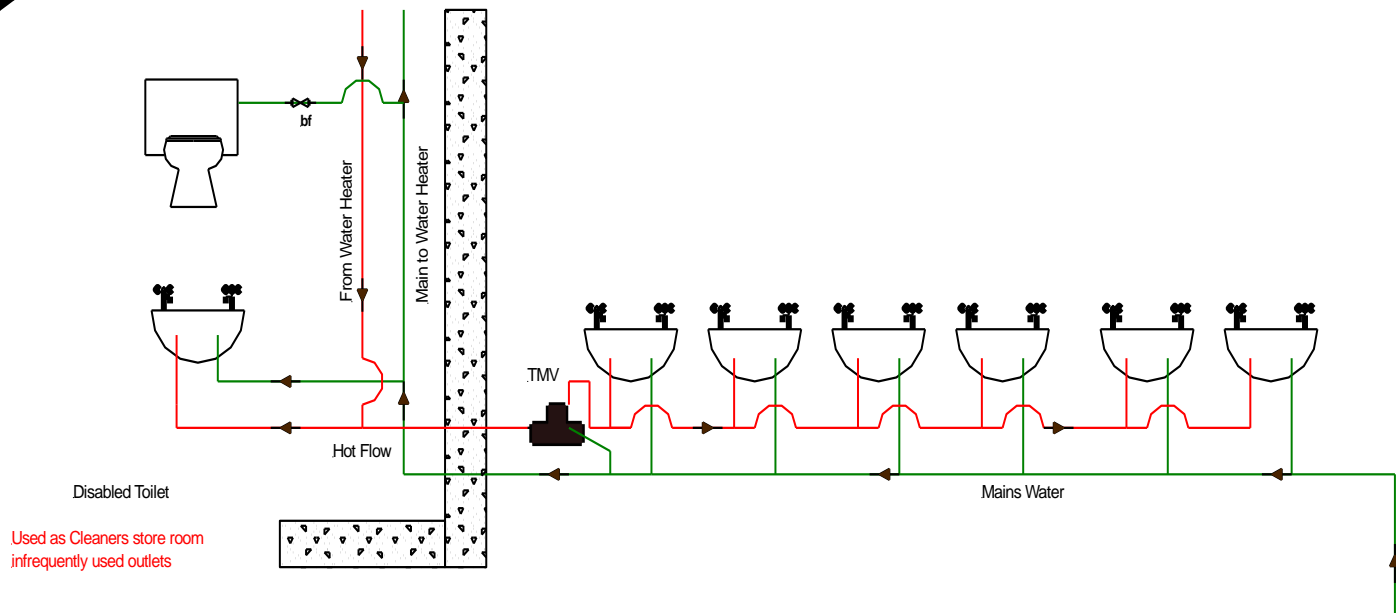 bf
From Water Heater
Main to Water Heater
TMV
Hot Flow
Disabled Toilet
Mains Water
Used as Cleaners store room
infrequently used outlets